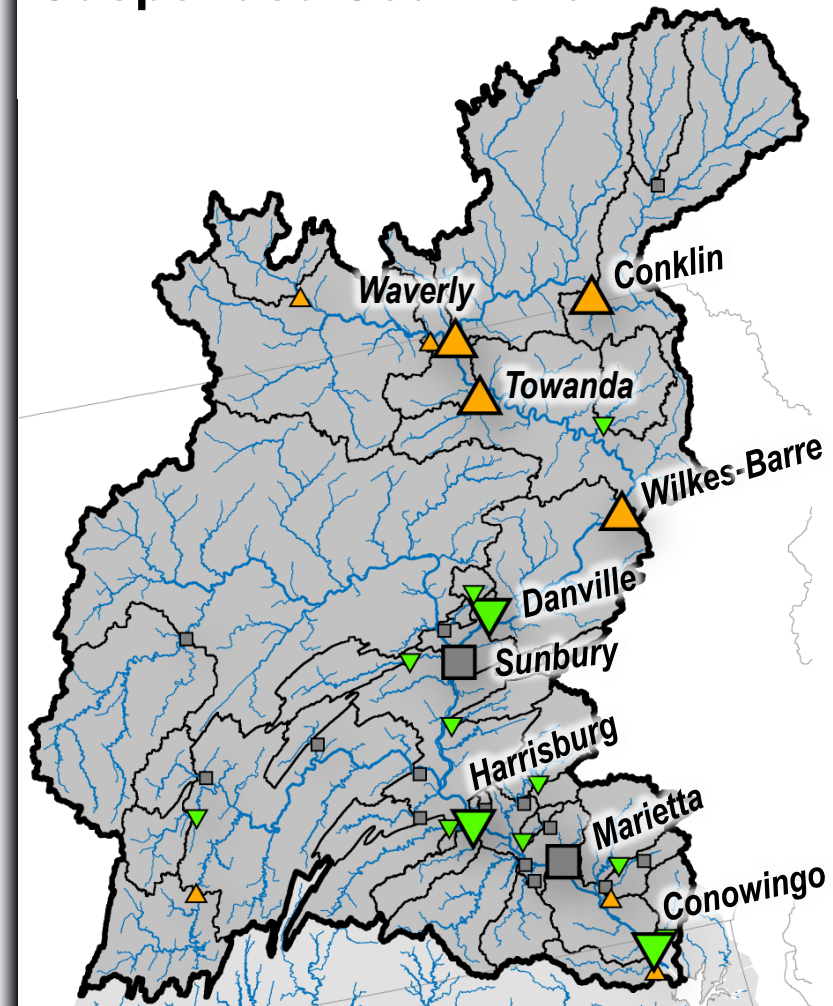 Conklin
Waverly
Towanda
Wilkes-Barre
Danville
Sunbury
Harrisburg
Marietta
Conowingo